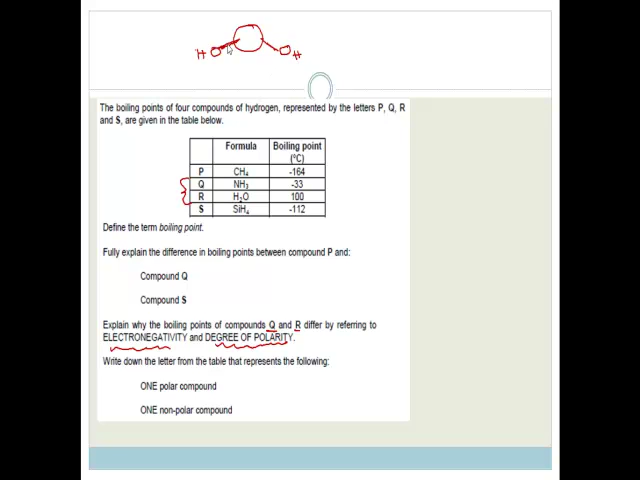 H O O H
The boiling points of four compounds of hydrogen, represented by the letters P, Q, R
and S, are given in the table below.
Formula Boiling point
(°C)
P CH₄ -164
Q NH₃ -33
R H₂O 100
S SiH₄ -112
Define the term boiling point.
Fully explain the difference in boiling points between compound P and:
Compound Q
Compound S
Explain why the boiling points of compounds Q and R differ by referring to
ELECTRONEGATIVITY and DEGREE OF POLARITY.
Write down the letter from the table that represents the following:
ONE polar compound
ONE non-polar compound